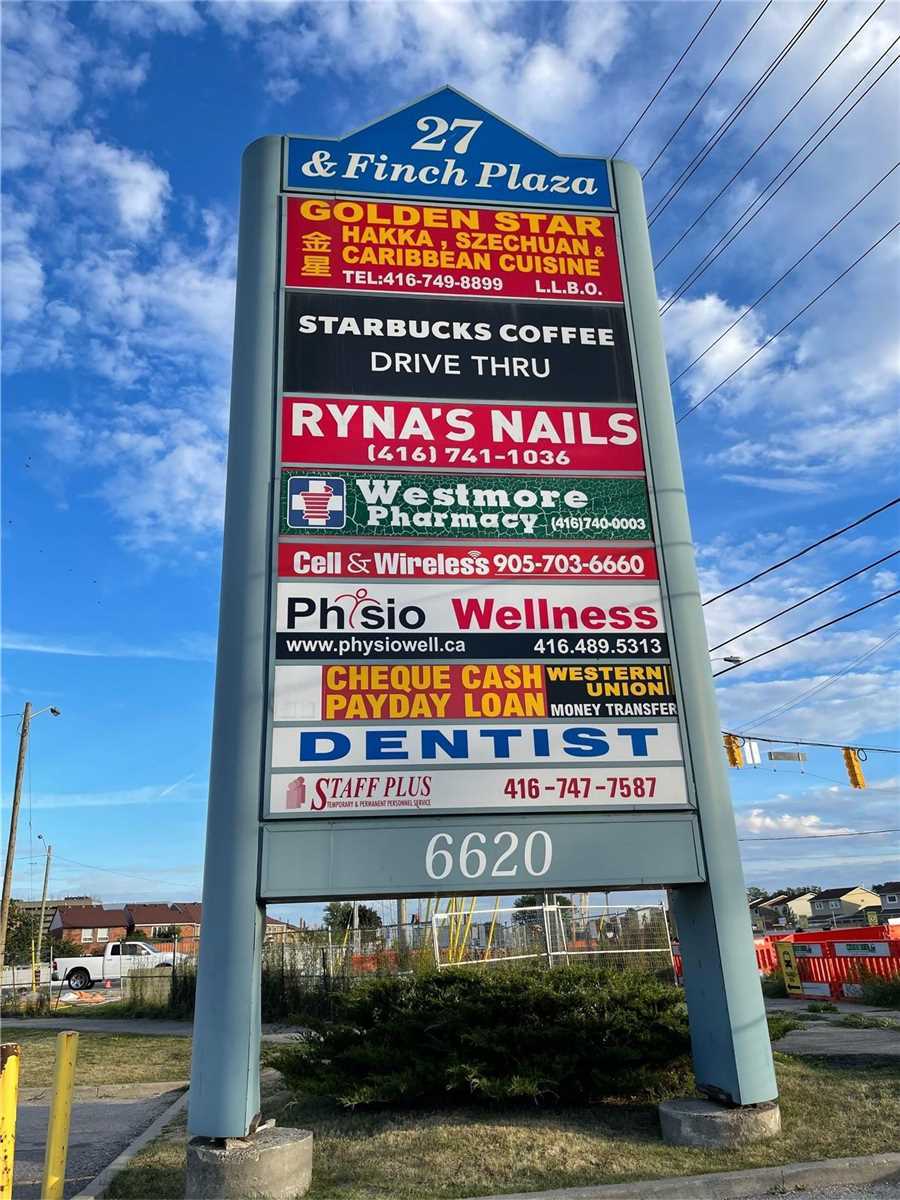 27
& Finch Plaza
GOLDEN STAR
金星
HAKKA , SZECHUAN &
CARIBBEAN CUISINE
TEL:416-749-8899 L.L.B.O.
STARBUCKS COFFEE
DRIVE THRU
RYNA'S NAILS
(416) 741-1036
Westmore
Pharmacy (416)740-0003
Cell & Wireless 905-703-6660
Physio Wellness
www.physiowell.ca 416.489.5313
CHEQUE CASH
PAYDAY LOAN
WESTERN
UNION
MONEY TRANSFER
DENTIST
STAFF PLUS 416-747-7587
TEMPORARY & PERMANENT PERSONNEL SERVICE
6620